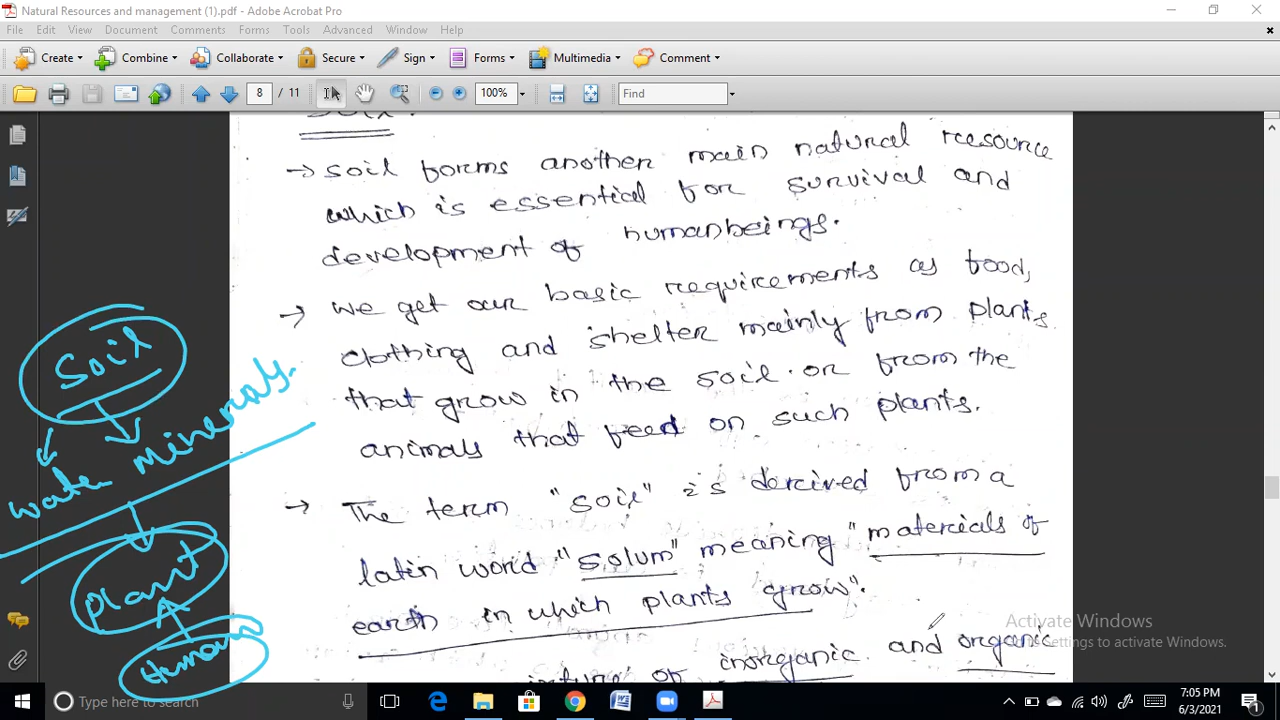 Natural Resources and management (1).pdf - Adobe Acrobat Pro
File Edit View Document Comments Forms Tools Advanced Window Help
Create Combine Collaborate Secure Sign Forms Multimedia Comment
8 / 11 100% Find
Soil.
→ soil forms another main natural resource
which is essential for survival and
development of humanbeings.
→ we get our basic requirements as food,
clothing and shelter mainly from plants
that grow in the soil. or from the
animals that feed on such plants.
→ The term "soil" is derived from a
latin word "solum" meaning "materials of
earth in which plants grow".
of inorganic and organic
Soil
water minerals.
plant
Human
Activate Windows
Go to Settings to activate Windows.
Type here to search
7:05 PM
6/3/2021
1